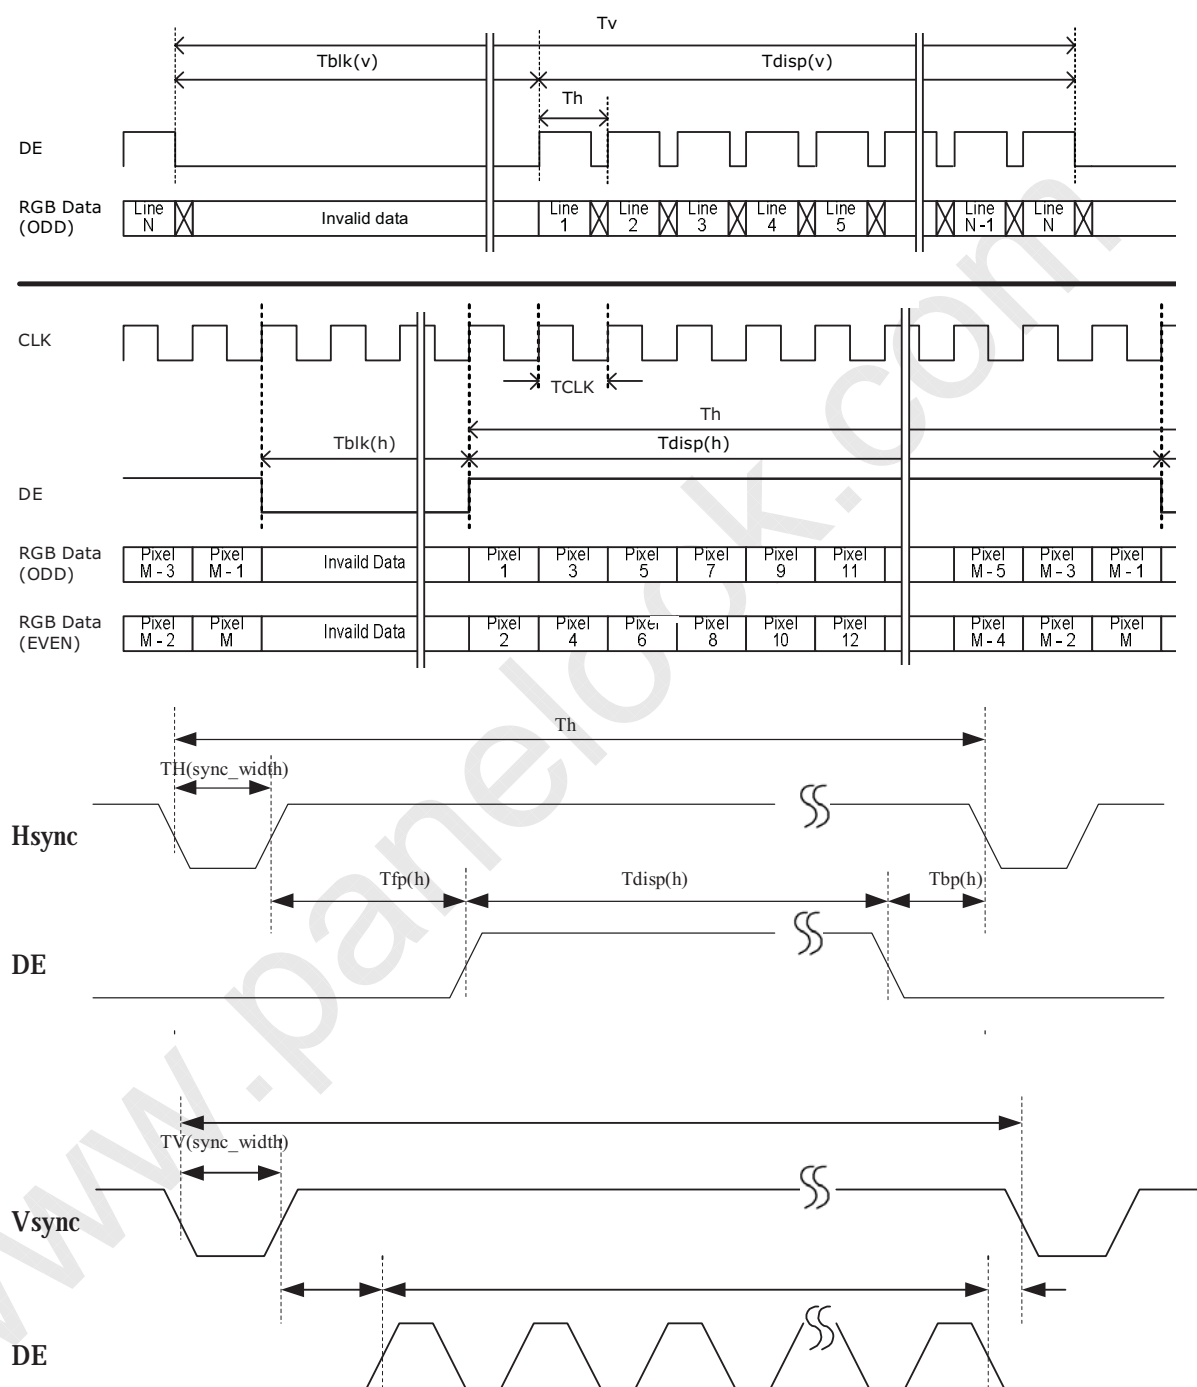 Tv
Tblk(v) Tdisp(v)
Th
DE
RGB Data
(ODD)
Line
N
Invalid data
Line
1
Line
2
Line
3
Line
4
Line
5
Line
N-1
Line
N
CLK
TCLK
Th
Tblk(h) Tdisp(h)
DE
RGB Data
(ODD)
Pixel
M - 3
Pixel
M - 1
Invaild Data
Pixel
1
Pixel
3
Pixel
5
Pixel
7
Pixel
9
Pixel
11
Pixel
M - 5
Pixel
M - 3
Pixel
M - 1
RGB Data
(EVEN)
Pixel
M - 2
Pixel
M
Invaild Data
Pixel
2
Pixel
4
Pixel
6
Pixel
8
Pixel
10
Pixel
12
Pixel
M - 4
Pixel
M - 2
Pixel
M
Th
TH(sync_width)
Hsync
Tfp(h) Tdisp(h) Tbp(h)
DE
TV(sync_width)
Vsync
DE
www.panelook.com